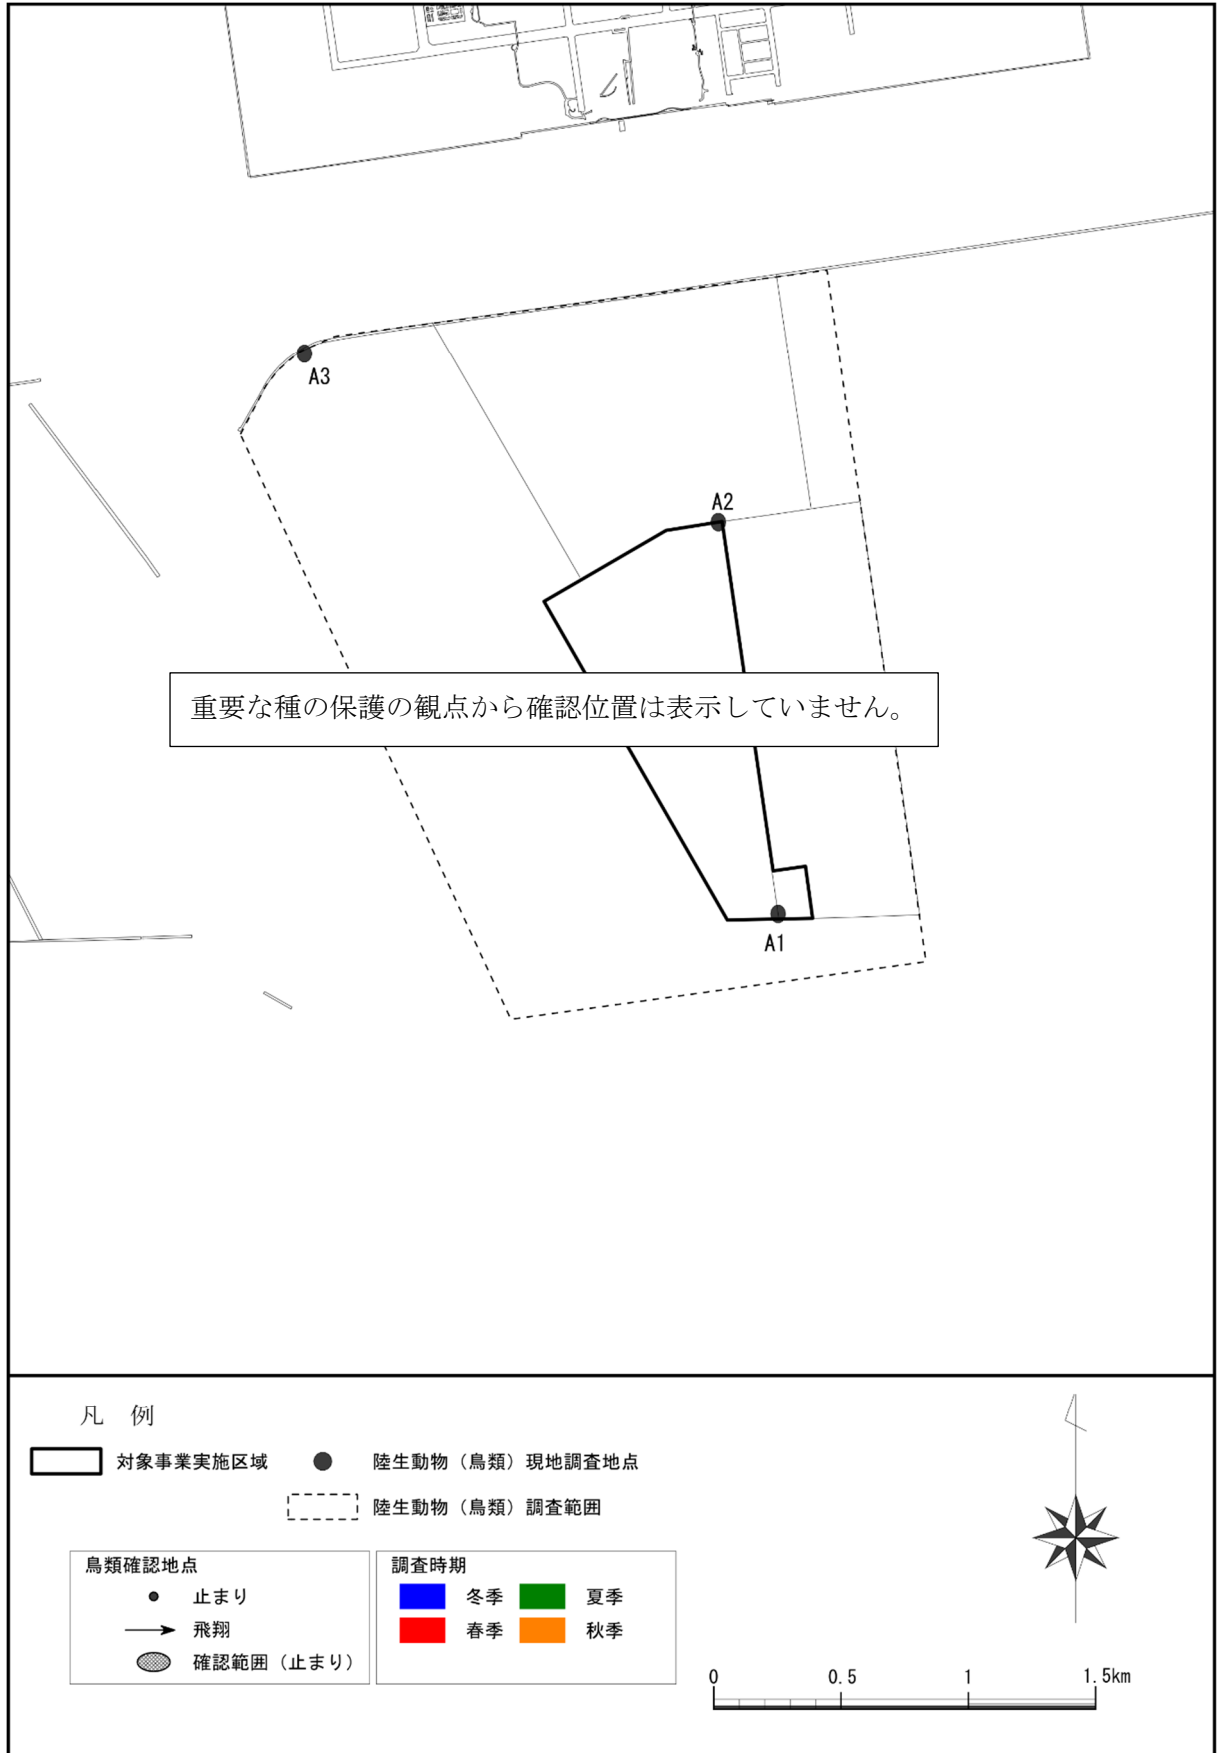 A3
A2
重要な種の保護の観点から確認位置は表示していません。
A1
凡 例
対象事業実施区域
陸生動物（鳥類）現地調査地点
陸生動物（鳥類）調査範囲
鳥類確認地点
止まり
飛翔
確認範囲（止まり）
調査時期
冬季 夏季
春季 秋季
0 0.5 1 1.5km